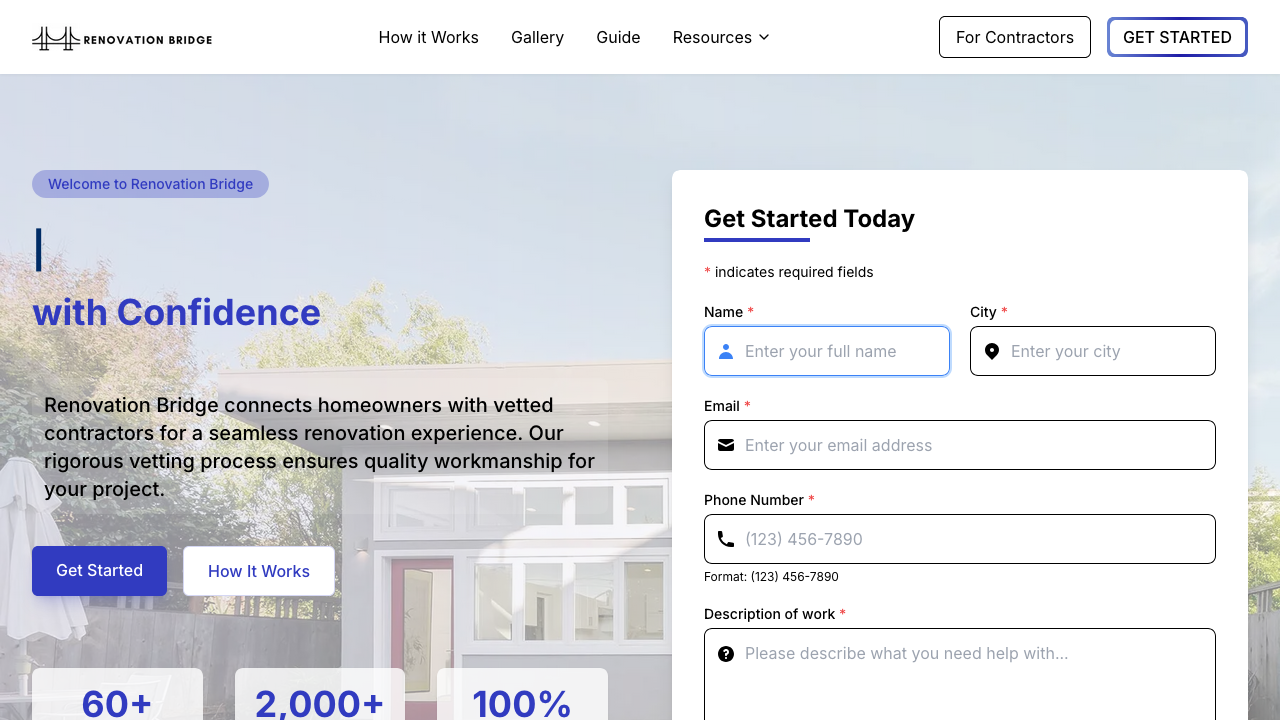 RENOVATION BRIDGE
How it Works
Gallery
Guide
Resources
For Contractors
GET STARTED
Welcome to Renovation Bridge
with Confidence
Renovation Bridge connects homeowners with vetted
contractors for a seamless renovation experience. Our
rigorous vetting process ensures quality workmanship for
your project.
Get Started
How It Works
60+
2,000+
100%
Get Started Today
* indicates required fields
Name *
City *
Enter your full name
Enter your city
Email *
Enter your email address
Phone Number *
(123) 456-7890
Format: (123) 456-7890
Description of work *
Please describe what you need help with...